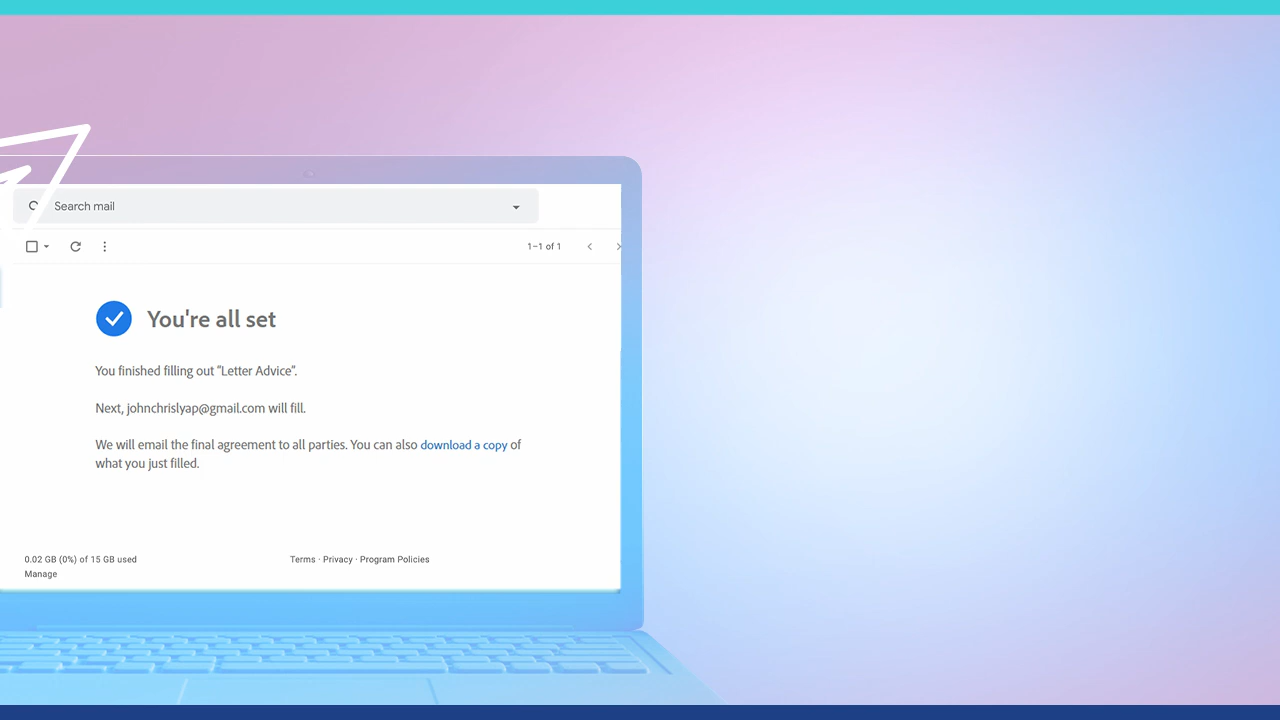 Search mail
1–1 of 1
You're all set
You finished filling out “Letter Advice”.
Next, johnchrislyap@gmail.com will fill.
We will email the final agreement to all parties. You can also download a copy of
what you just filled.
0.02 GB (0%) of 15 GB used
Terms · Privacy · Program Policies
Manage